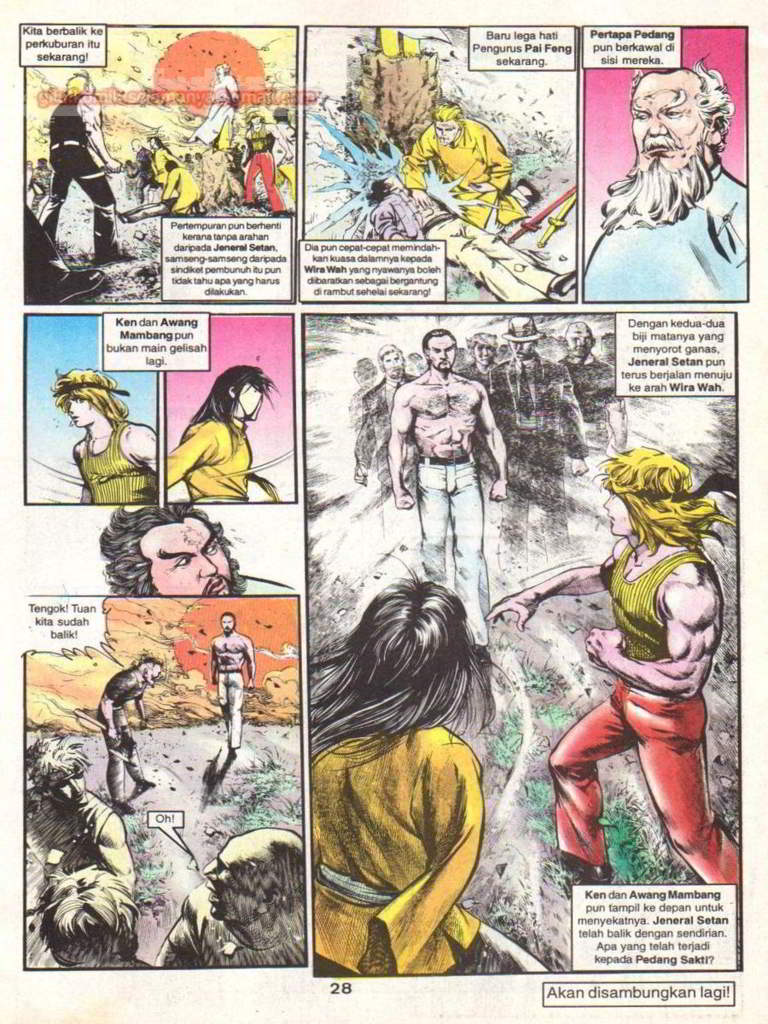 Kita berbalik ke
perkuburan itu
sekarang!
Pertempuran pun berhenti
kerana tanpa arahan
daripada Jeneral Setan,
samseng-samseng daripada
sindiket pembunuh itu pun
tidak tahu apa yang harus
dilakukan.
Baru lega hati
Pengurus Pai Feng
sekarang.
Dia pun cepat-cepat memindah-
kan kuasa dalamnya kepada
Wira Wah yang nyawanya boleh
diibaratkan sebagai bergantung
di rambut sehelai sekarang!
Pertapa Pedang
pun berkawal di
sisi mereka.
Ken dan Awang
Mambang pun
bukan main gelisah
lagi.
Tengok! Tuan
kita sudah
balik!
Oh!
Dengan kedua-dua
biji matanya yang
menyorot ganas,
Jeneral Setan pun
terus berjalan menuju
ke arah Wira Wah.
Ken dan Awang Mambang
pun tampil ke depan untuk
menyekatnya. Jeneral Setan
telah balik dengan sendirian.
Apa yang telah terjadi
kepada Pedang Sakti?
28
Akan disambungkan lagi!